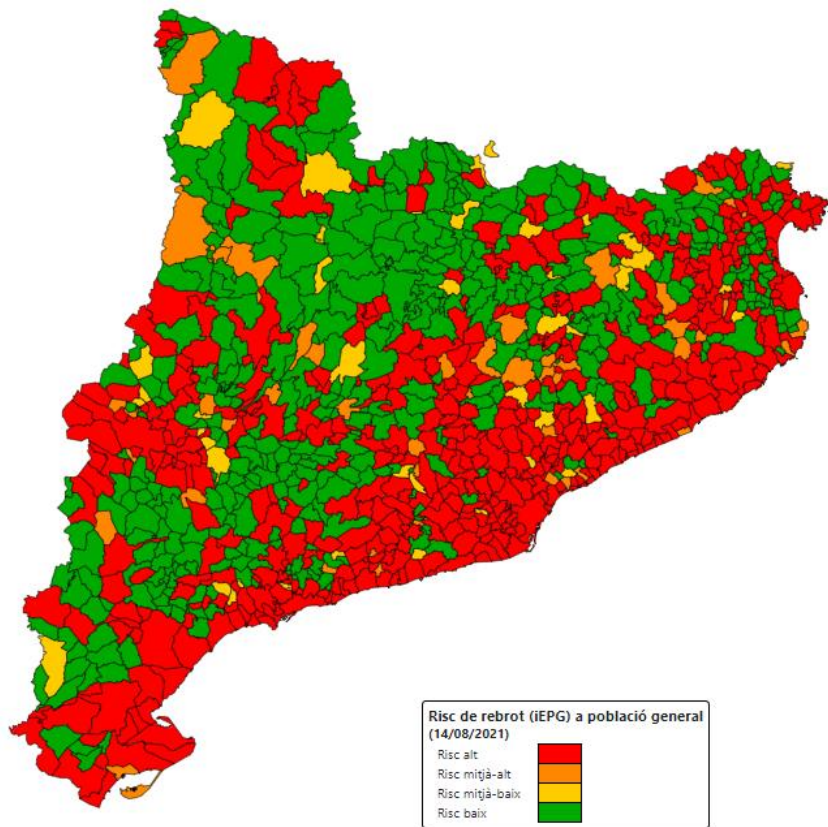 Risc de rebrot (iEPG) a població general
(14/08/2021)
Risc alt
Risc mitjà-alt
Risc mitjà-baix
Risc baix